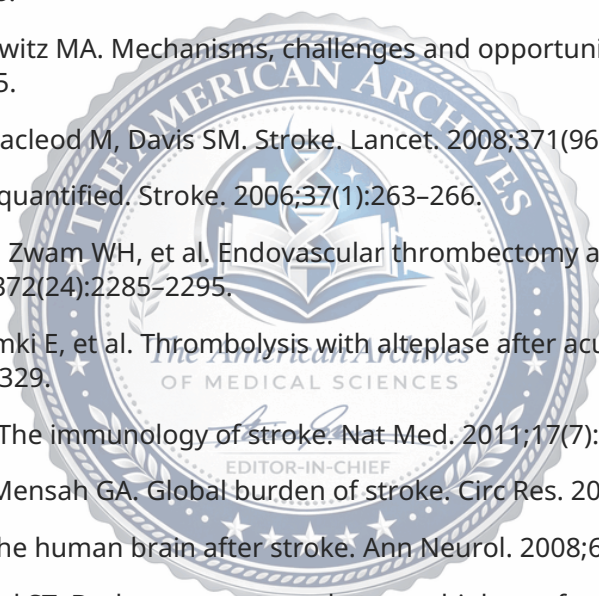 witz MA. Mechanisms, challenges and opportuni
5.
acleod M, Davis SM. Stroke. Lancet. 2008;371(96
quantified. Stroke. 2006;37(1):263–266.
Zwam WH, et al. Endovascular thrombectomy a
372(24):2285–2295.
mki E, et al. Thrombolysis with alteplase after acu
329.
The immunology of stroke. Nat Med. 2011;17(7):
Mensah GA. Global burden of stroke. Circ Res. 20
he human brain after stroke. Ann Neurol. 2008;6
THE AMERICAN ARCHIVES
The American Archives
OF MEDICAL SCIENCES
EDITOR-IN-CHIEF